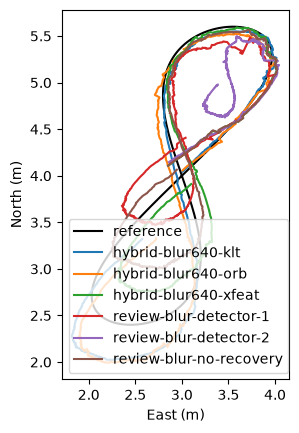 5.5
5.0
4.5
4.0
3.5
3.0
2.5
2.0
North (m)
reference
hybrid-blur640-klt
hybrid-blur640-orb
hybrid-blur640-xfeat
review-blur-detector-1
review-blur-detector-2
review-blur-no-recovery
2.0 2.5 3.0 3.5 4.0
East (m)